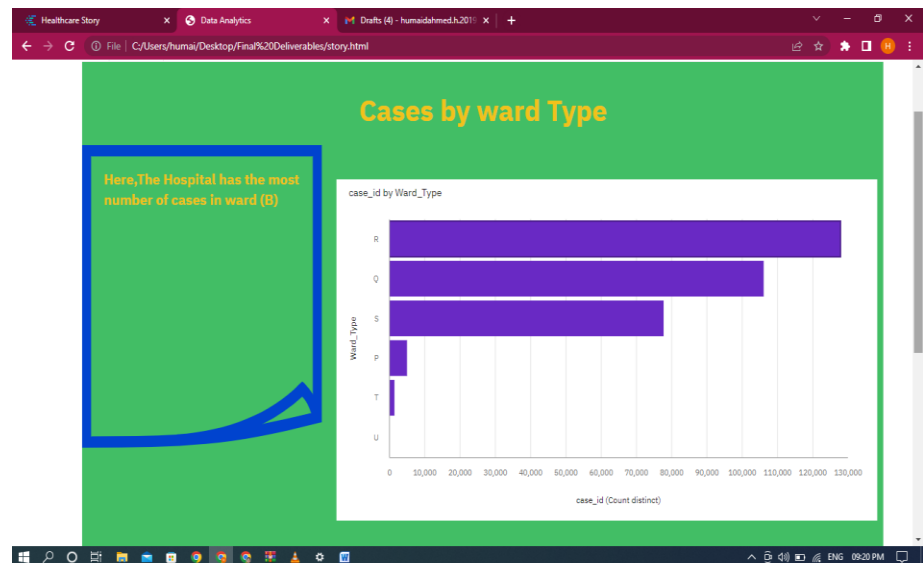 Healthcare Story
Data Analytics
Drafts (4) - humaidahmed.h.2019
File | C:/Users/humai/Desktop/Final%20Deliverables/story.html
H
Cases by ward Type
Here,The Hospital has the most
number of cases in ward (B)
case_id by Ward_Type
Ward_Type
R
Q
S
P
T
U
0 10,000 20,000 30,000 40,000 50,000 60,000 70,000 80,000 90,000 100,000 110,000 120,000 130,000
case_id (Count distinct)
ENG 09:20 PM